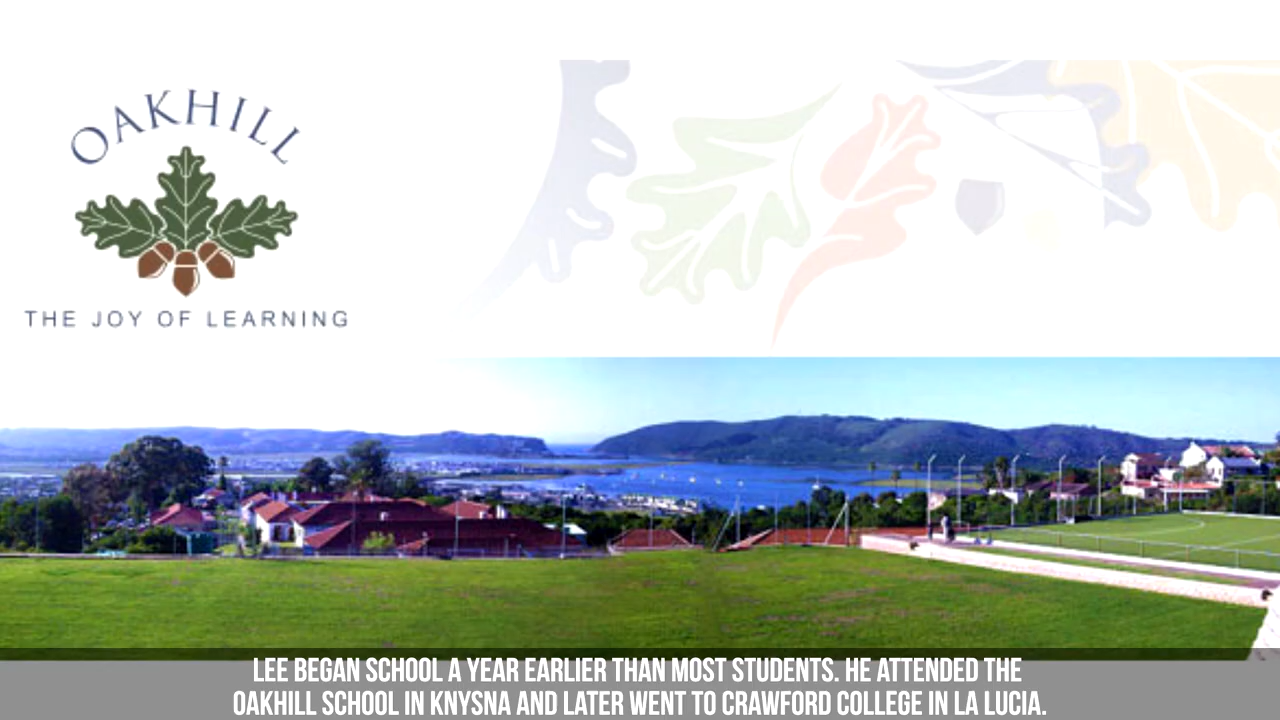 OAKHILL
THE JOY OF LEARNING
LEE BEGAN SCHOOL A YEAR EARLIER THAN MOST STUDENTS. HE ATTENDED THE
OAKHILL SCHOOL IN KNYSNA AND LATER WENT TO CRAWFORD COLLEGE IN LA LUCIA.